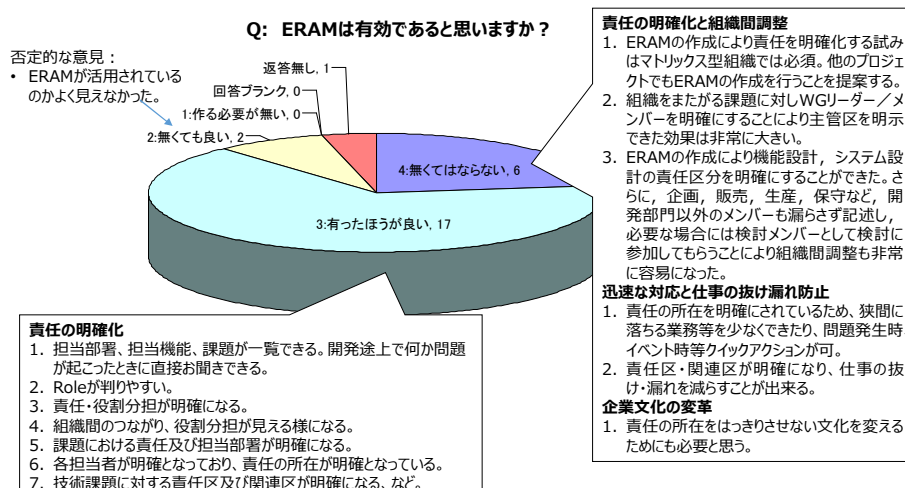 Q: ERAMは有効であると思いますか？
否定的な意見：
• ERAMが活用されている
のかよく見えなかった。
返答無し, 1
回答ブランク, 0
1:作る必要が無い, 0
2:無くても良い, 2
4:無くてはならない, 6
3:有ったほうが良い, 17
責任の明確化
1. 担当部署、担当機能、課題が一覧できる。開発途上で何か問題
が起こったときに直接お聞きできる。
2. Roleが判りやすい。
3. 責任・役割分担が明確になる。
4. 組織間のつながり、役割分担が見える様になる。
5. 課題における責任及び担当部署が明確になる。
6. 各担当者が明確となっており、責任の所在が明確となっている。
7. 技術課題に対する責任区及び関連区が明確になる、など。
責任の明確化と組織間調整
1. ERAMの作成により責任を明確化する試み
はマトリックス型組織では必須。他のプロジェ
クトでもERAMの作成を行うことを提案する。
2. 組織をまたがる課題に対しWGリーダー／メ
ンバーを明確にすることにより主管区を明示
できた効果は非常に大きい。
3. ERAMの作成により機能設計，システム設
計の責任区分を明確にすることができた。さ
らに，企画，販売，生産，保守など，開
発部門以外のメンバーも漏らさず記述し，
必要な場合には検討メンバーとして検討に
参加してもらうことにより組織間調整も非常
に容易になった。
迅速な対応と仕事の抜け漏れ防止
1. 責任の所在を明確にされているため、狭間に
落ちる業務等を少なくできたり、問題発生時
イベント時等クイックアクションが可。
2. 責任区・関連区が明確になり、仕事の抜
け・漏れを減らすことが出来る。
企業文化の変革
1. 責任の所在をはっきりさせない文化を変える
ためにも必要と思う。